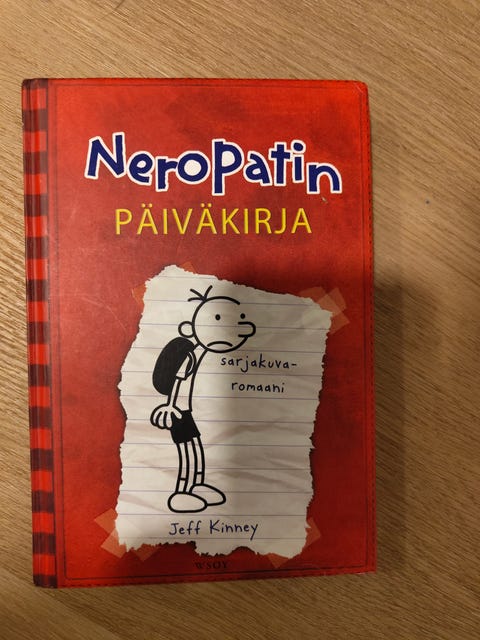 Neropatin
PÄIVÄKIRJA
sarjakuva-
romaani
Jeff Kinney
WSOY